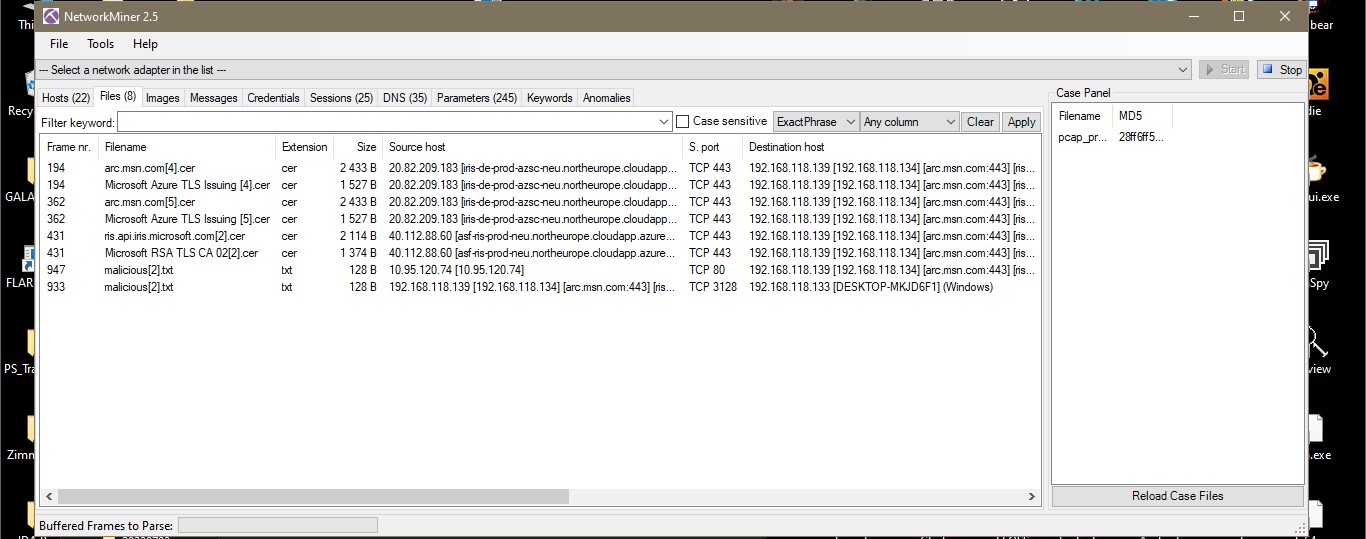 NetworkMiner 2.5
bear
File Tools Help
--- Select a network adapter in the list ---
Start
Stop
Hosts (22) Files (8) Images Messages Credentials Sessions (25) DNS (35) Parameters (245) Keywords Anomalies
Case Panel
Filter keyword: Case sensitive ExactPhrase Any column Clear Apply
Filename MD5
pcap_pr... 28ff6ff5...
Frame nr. Filename Extension Size Source host S. port Destination host
194 arc.msn.com[4].cer cer 2 433 B 20.82.209.183 [iris-de-prod-azsc-neu.northeurope.cloudapp... TCP 443 192.168.118.139 [192.168.118.134] [arc.msn.com:443] [ris...
194 Microsoft Azure TLS Issuing [4].cer cer 1 527 B 20.82.209.183 [iris-de-prod-azsc-neu.northeurope.cloudapp... TCP 443 192.168.118.139 [192.168.118.134] [arc.msn.com:443] [ris...
362 arc.msn.com[5].cer cer 2 433 B 20.82.209.183 [iris-de-prod-azsc-neu.northeurope.cloudapp... TCP 443 192.168.118.139 [192.168.118.134] [arc.msn.com:443] [ris...
362 Microsoft Azure TLS Issuing [5].cer cer 1 527 B 20.82.209.183 [iris-de-prod-azsc-neu.northeurope.cloudapp... TCP 443 192.168.118.139 [192.168.118.134] [arc.msn.com:443] [ris...
431 ris.api.iris.microsoft.com[2].cer cer 2 114 B 40.112.88.60 [asf-ris-prod-neu.northeurope.cloudapp.azure... TCP 443 192.168.118.139 [192.168.118.134] [arc.msn.com:443] [ris...
431 Microsoft RSA TLS CA 02[2].cer cer 1 374 B 40.112.88.60 [asf-ris-prod-neu.northeurope.cloudapp.azure... TCP 443 192.168.118.139 [192.168.118.134] [arc.msn.com:443] [ris...
947 malicious[2].txt txt 128 B 10.95.120.74 [10.95.120.74] TCP 80 192.168.118.139 [192.168.118.134] [arc.msn.com:443] [ris...
933 malicious[2].txt txt 128 B 192.168.118.139 [192.168.118.134] [arc.msn.com:443] [ris... TCP 3128 192.168.118.133 [DESKTOP-MKJD6F1] (Windows)
Reload Case Files
Buffered Frames to Parse:
Thi
Recy
GALA
FLAR
PS_Tra
Zimm
die
ui.exe
Spy
view
.exe